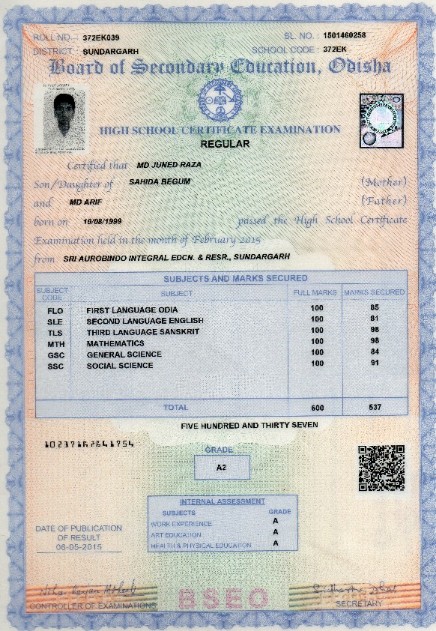 ROLL NO : 372EK039 SL. NO. : 1501460258
DISTRICT : SUNDARGARH SCHOOL CODE : 372EK
Board of Secondary Education, Odisha
HIGH SCHOOL CERTIFICATE EXAMINATION
REGULAR
Certified that MD JUNED RAZA
Son/Daughter of SAHIDA BEGUM (Mother)
and MD ARIF (Father)
born on 19/08/1999 passed the High School Certificate
Examination held in the month of February 2015
from SRI AUROBINDO INTEGRAL EDCN. & RESR., SUNDARGARH
SUBJECTS AND MARKS SECURED
SUBJECT CODE SUBJECT FULL MARKS MARKS SECURED
FLO FIRST LANGUAGE ODIA 100 85
SLE SECOND LANGUAGE ENGLISH 100 81
TLS THIRD LANGUAGE SANSKRIT 100 98
MTH MATHEMATICS 100 98
GSC GENERAL SCIENCE 100 84
SSC SOCIAL SCIENCE 100 91
TOTAL 600 537
FIVE HUNDRED AND THIRTY SEVEN
GRADE
A2
INTERNAL ASSESSMENT
SUBJECTS GRADE
WORK EXPERIENCE A
ART EDUCATION A
HEALTH & PHYSICAL EDUCATION A
DATE OF PUBLICATION
OF RESULT
06-05-2015
CONTROLLER OF EXAMINATIONS BSEO SECRETARY